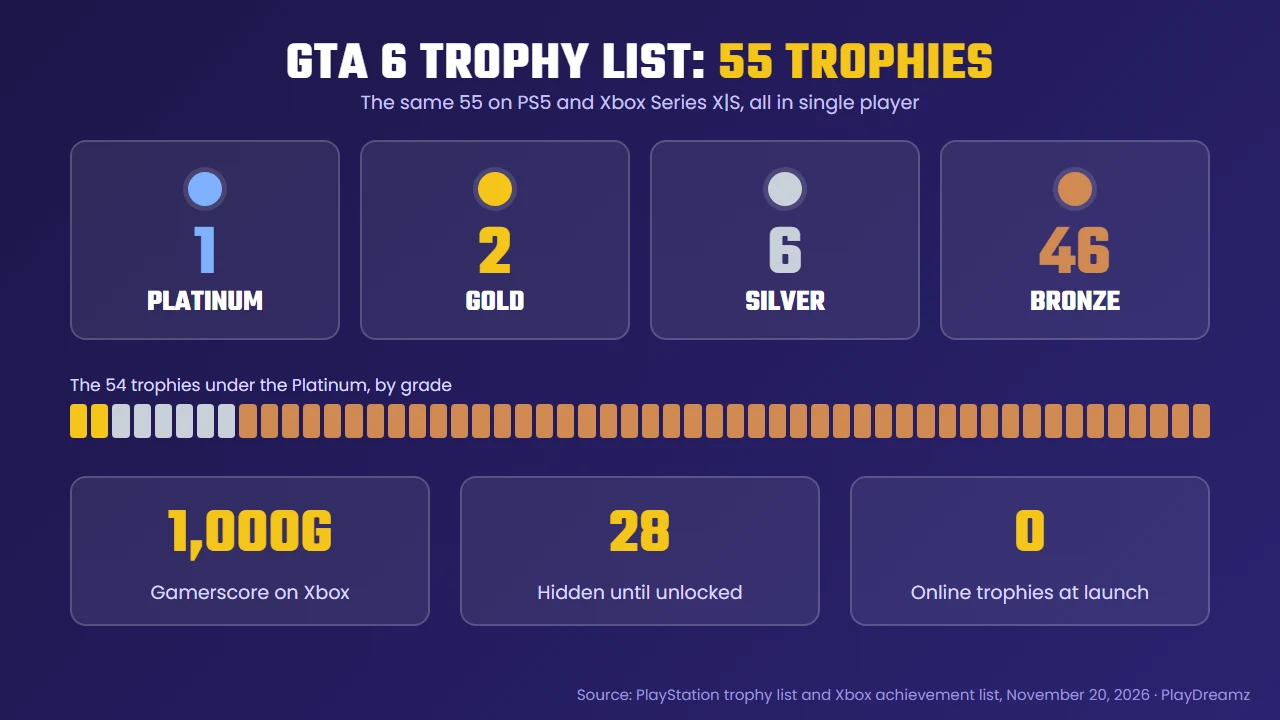 GTA 6 TROPHY LIST: 55 TROPHIES
The same 55 on PS5 and Xbox Series X|S, all in single player
1
PLATINUM
2
GOLD
6
SILVER
46
BRONZE
The 54 trophies under the Platinum, by grade
1,000G
Gamerscore on Xbox
28
Hidden until unlocked
0
Online trophies at launch
Source: PlayStation trophy list and Xbox achievement list, November 20, 2026 · PlayDreamz